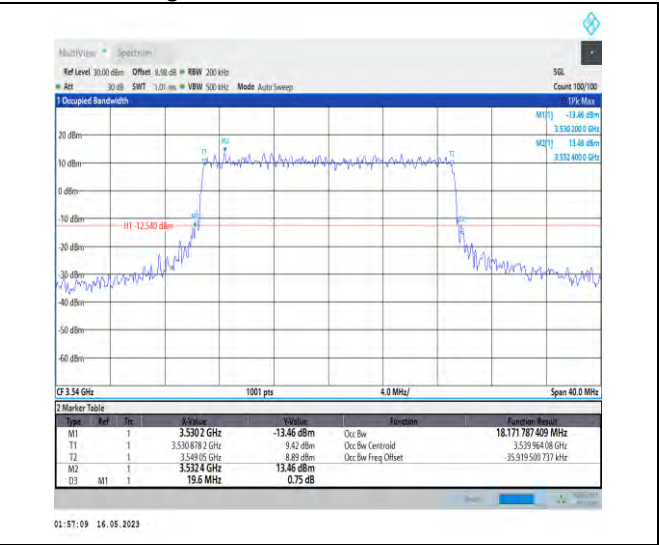 MultiView Spectrum
Ref Level 30.00 dBm Offset 8.98 dB RBW 200 kHz SGL
Att 30 dB SWT 1.01 ms VBW 500 kHz Mode Auto Sweep Count 100/100
1 Occupied Bandwidth 1Pk Max
M1[1] -13.46 dBm
3.530 200 0 GHz
M2[1] 13.46 dBm
3.532 400 0 GHz
20 dBm
M2
T1 T2
10 dBm
0 dBm
-10 dBm
M1
H1 -12.540 dBm
-20 dBm
-30 dBm
-40 dBm
-50 dBm
-60 dBm
CF 3.54 GHz 1001 pts 4.0 MHz/ Span 40.0 MHz
2 Marker Table
Type Ref Trc X-Value Y-Value Function Function Result
M1 1 3.530 2 GHz -13.46 dBm Occ Bw 18.171 787 409 MHz
T1 1 3.530 878 2 GHz 9.42 dBm Occ Bw Centroid 3.539 964 08 GHz
T2 1 3.549 05 GHz 8.89 dBm Occ Bw Freq Offset -35.919 500 737 kHz
M2 1 3.532 4 GHz 13.46 dBm
D3 M1 1 19.6 MHz 0.75 dB
01:57:09 16.05.2023